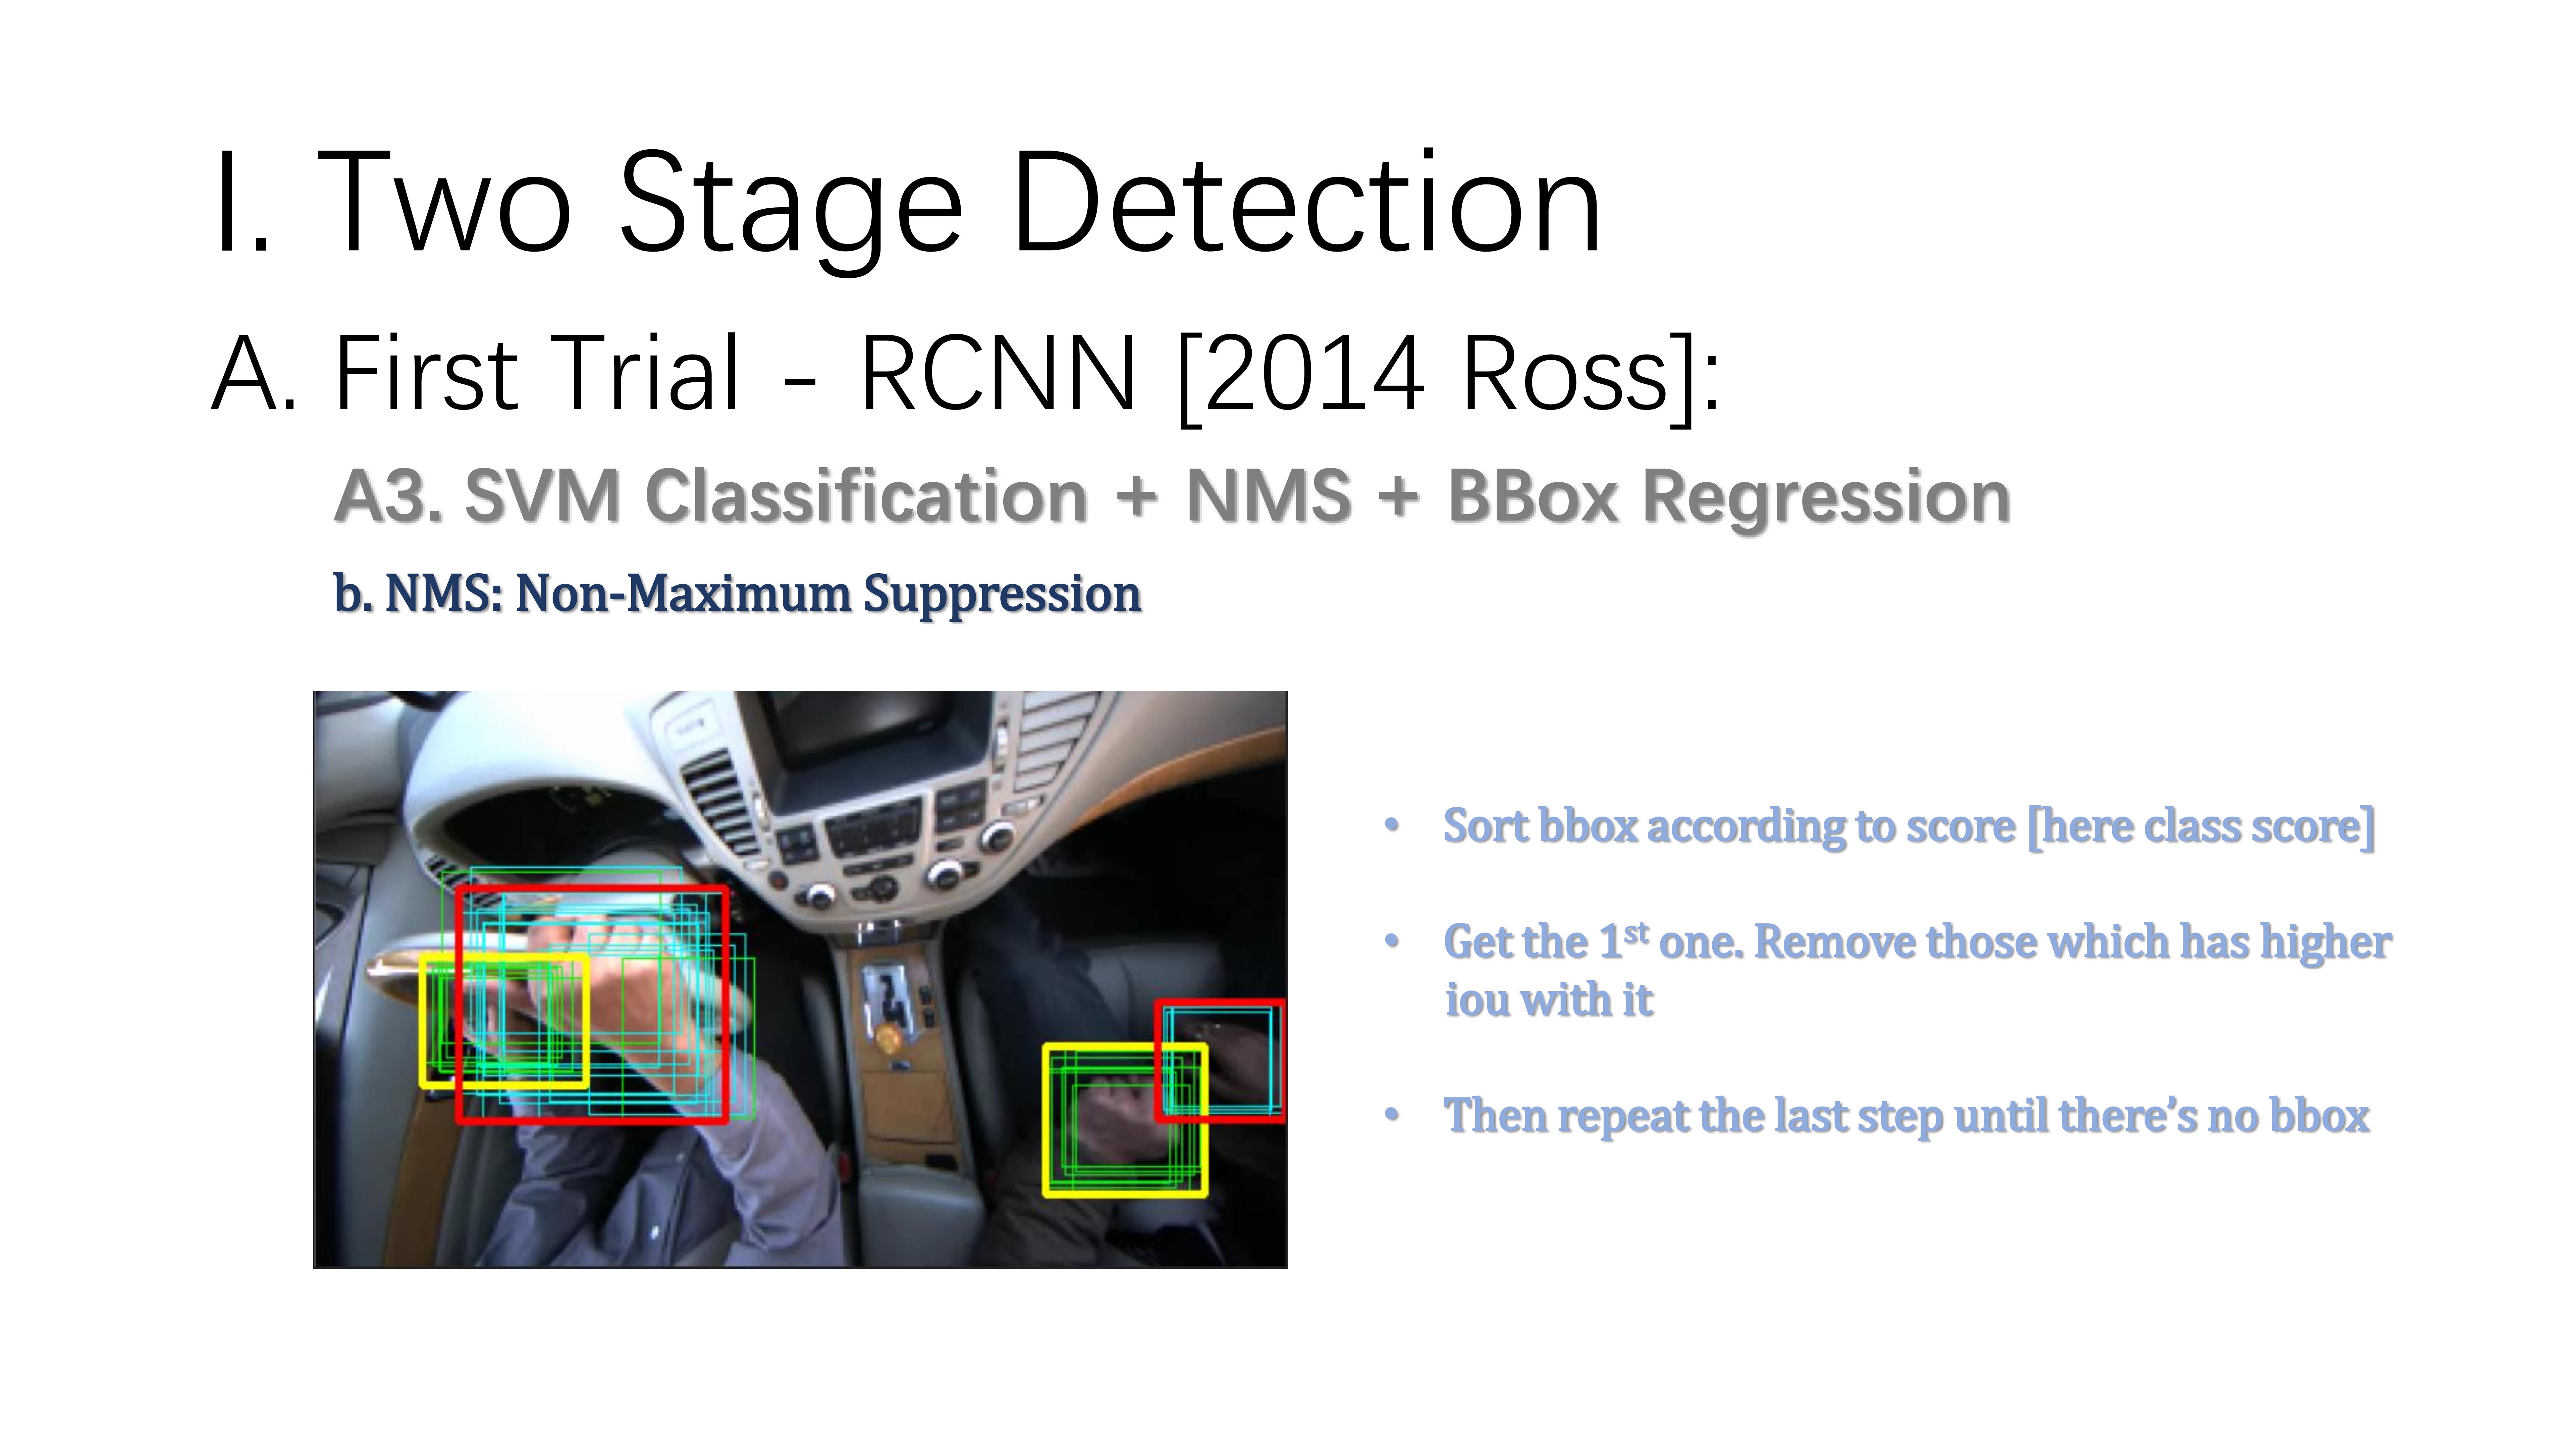 I. Two Stage Detection
A. First Trial - RCNN [2014 Ross]:
A3. SVM Classification + NMS + BBox Regression
b. NMS: Non-Maximum Suppression
• Sort bbox according to score [here class score]
• Get the 1st one. Remove those which has higher
iou with it
• Then repeat the last step until there’s no bbox